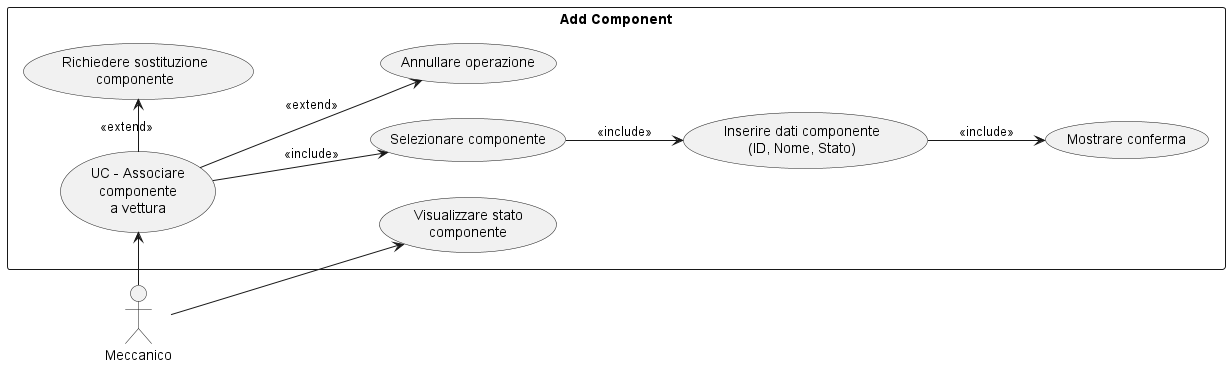 Add Component
Richiedere sostituzione
componente
Annullare operazione
«extend»
«extend»
Selezionare componente
«include»
Inserire dati componente
(ID, Nome, Stato)
«include»
Mostrare conferma
«include»
UC - Associare
componente
a vettura
Visualizzare stato
componente
Meccanico